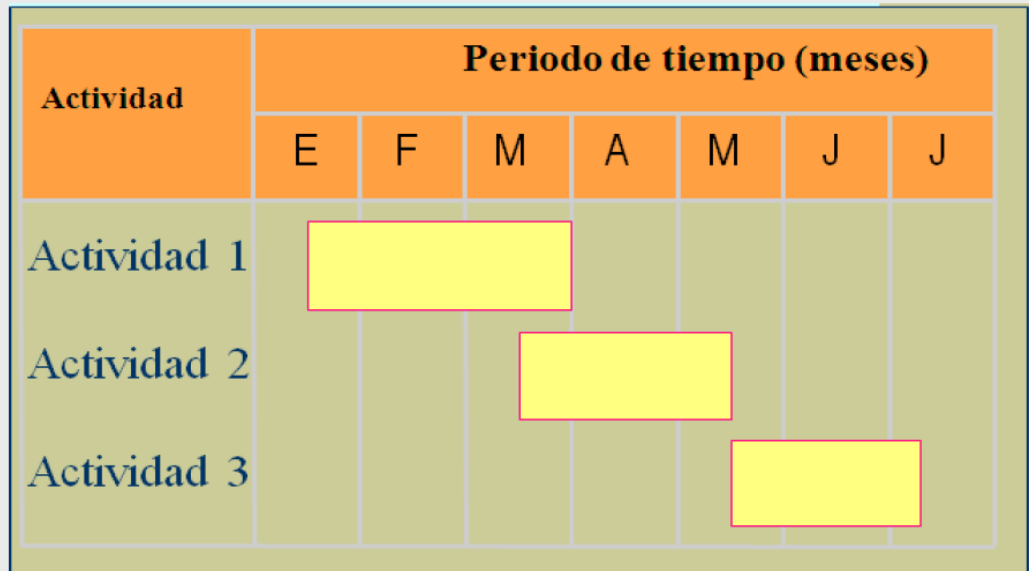 Periodo de tiempo (meses)
Actividad
E F M A M J J
Actividad 1
Actividad 2
Actividad 3